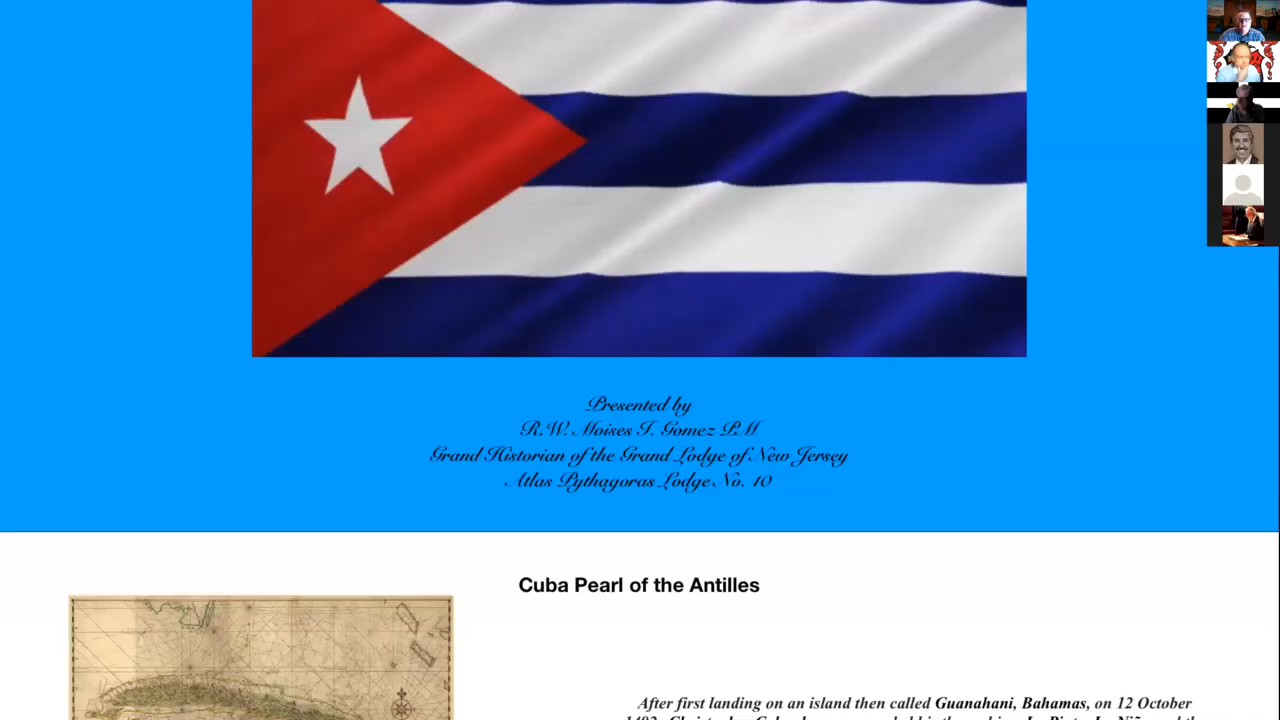 Presented by
R.W. Moises I. Gomez PM
Grand Historian of the Grand Lodge of New Jersey
Atlas Pythagoras Lodge No. 10
Cuba Pearl of the Antilles
After first landing on an island then called Guanahani, Bahamas, on 12 October